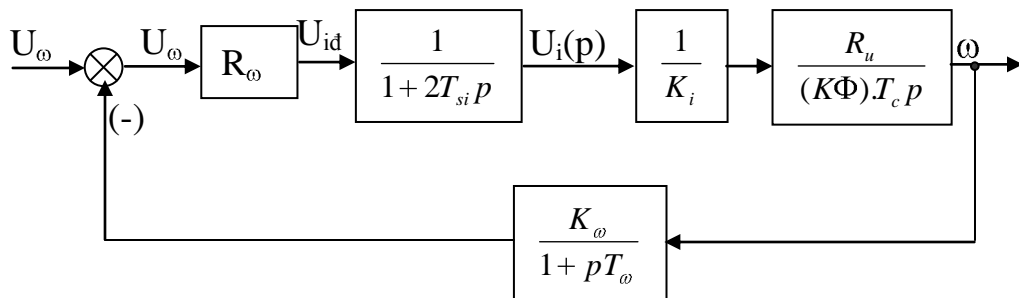 U_ω U_ω R_ω U_iđ 1 / (1 + 2T_si p) U_i(p) 1 / K_i R_u / ((KΦ).T_c p) ω
(-)
K_ω / (1 + pT_ω)